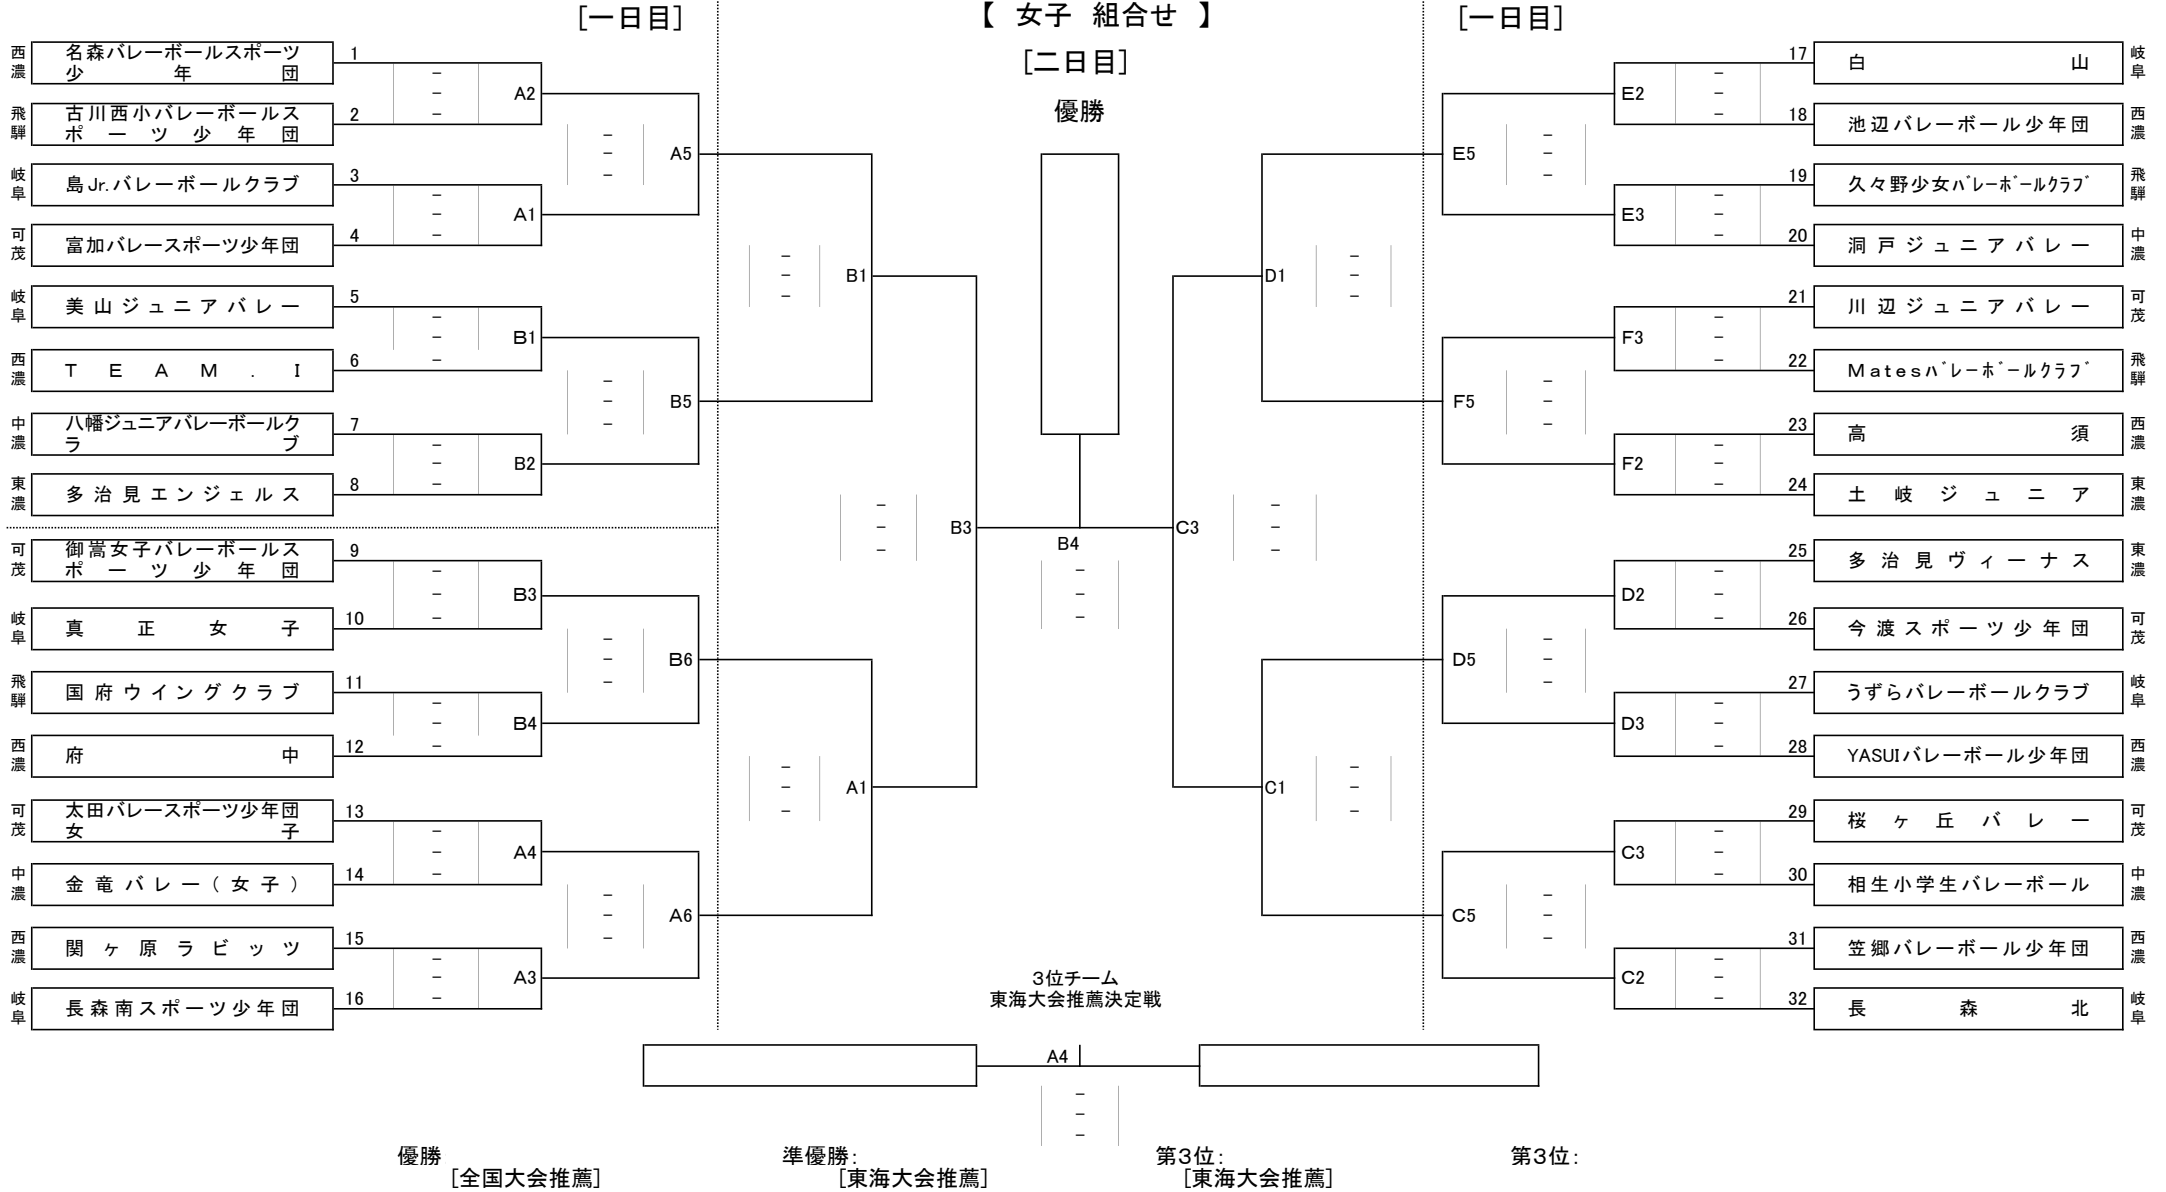 【 女子 組合せ 】
[一日目]
[二日目]
[一日目]
優勝
西濃 名森バレーボールスポーツ
少年団 1
A2
飛騨 古川西小バレーボールス
ポーツ少年団 2
A5
岐阜 島Jr.バレーボールクラブ 3
A1
可茂 富加バレースポーツ少年団 4
B1
岐阜 美山ジュニアバレー 5
B1
西濃 TEAM.I 6
B5
中濃 八幡ジュニアバレーボールク
ラブ 7
B2
東濃 多治見エンジェルス 8
B3
可茂 御嵩女子バレーボールス
ポーツ少年団 9
B3
岐阜 真正女子 10
B6
飛騨 国府ウイングクラブ 11
B4
西濃 府中 12
A1
可茂 太田バレースポーツ少年団
女子 13
A4
中濃 金竜バレー(女子) 14
A6
西濃 関ヶ原ラビッツ 15
A3
岐阜 長森南スポーツ少年団 16
B4
17 白山 岐阜
E2
18 池辺バレーボール少年団 西濃
E5
19 久々野少女バレーボールクラブ 飛騨
E3
20 洞戸ジュニアバレー 中濃
D1
21 川辺ジュニアバレー 可茂
F3
22 Matesバレーボールクラブ 飛騨
F5
23 高須 西濃
F2
24 土岐ジュニア 東濃
C3
25 多治見ヴィーナス 東濃
D2
26 今渡スポーツ少年団 可茂
D5
27 うずらバレーボールクラブ 岐阜
D3
28 YASUIバレーボール少年団 西濃
C1
29 桜ヶ丘バレー 可茂
C3
30 相生小学生バレーボール 中濃
C5
31 笠郷バレーボール少年団 西濃
C2
32 長森北 岐阜
3位チーム
東海大会推薦決定戦
A4
優勝 準優勝: 第3位: 第3位:
[全国大会推薦] [東海大会推薦] [東海大会推薦]